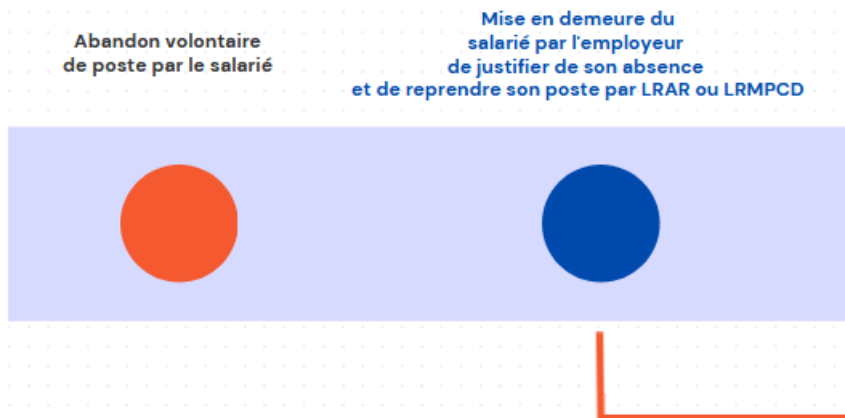 Abandon volontaire
de poste par le salarié
Mise en demeure du
salarié par l'employeur
de justifier de son absence
et de reprendre son poste par LRAR ou LRMPCD